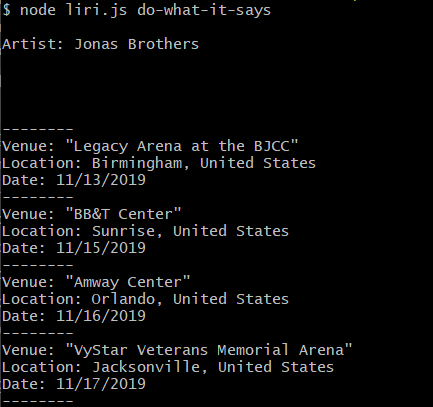 $ node liri.js do-what-it-says
Artist: Jonas Brothers
--------
Venue: "Legacy Arena at the BJCC"
Location: Birmingham, United States
Date: 11/13/2019
--------
Venue: "BB&T Center"
Location: Sunrise, United States
Date: 11/15/2019
--------
Venue: "Amway Center"
Location: Orlando, United States
Date: 11/16/2019
--------
Venue: "VyStar Veterans Memorial Arena"
Location: Jacksonville, United States
Date: 11/17/2019
--------